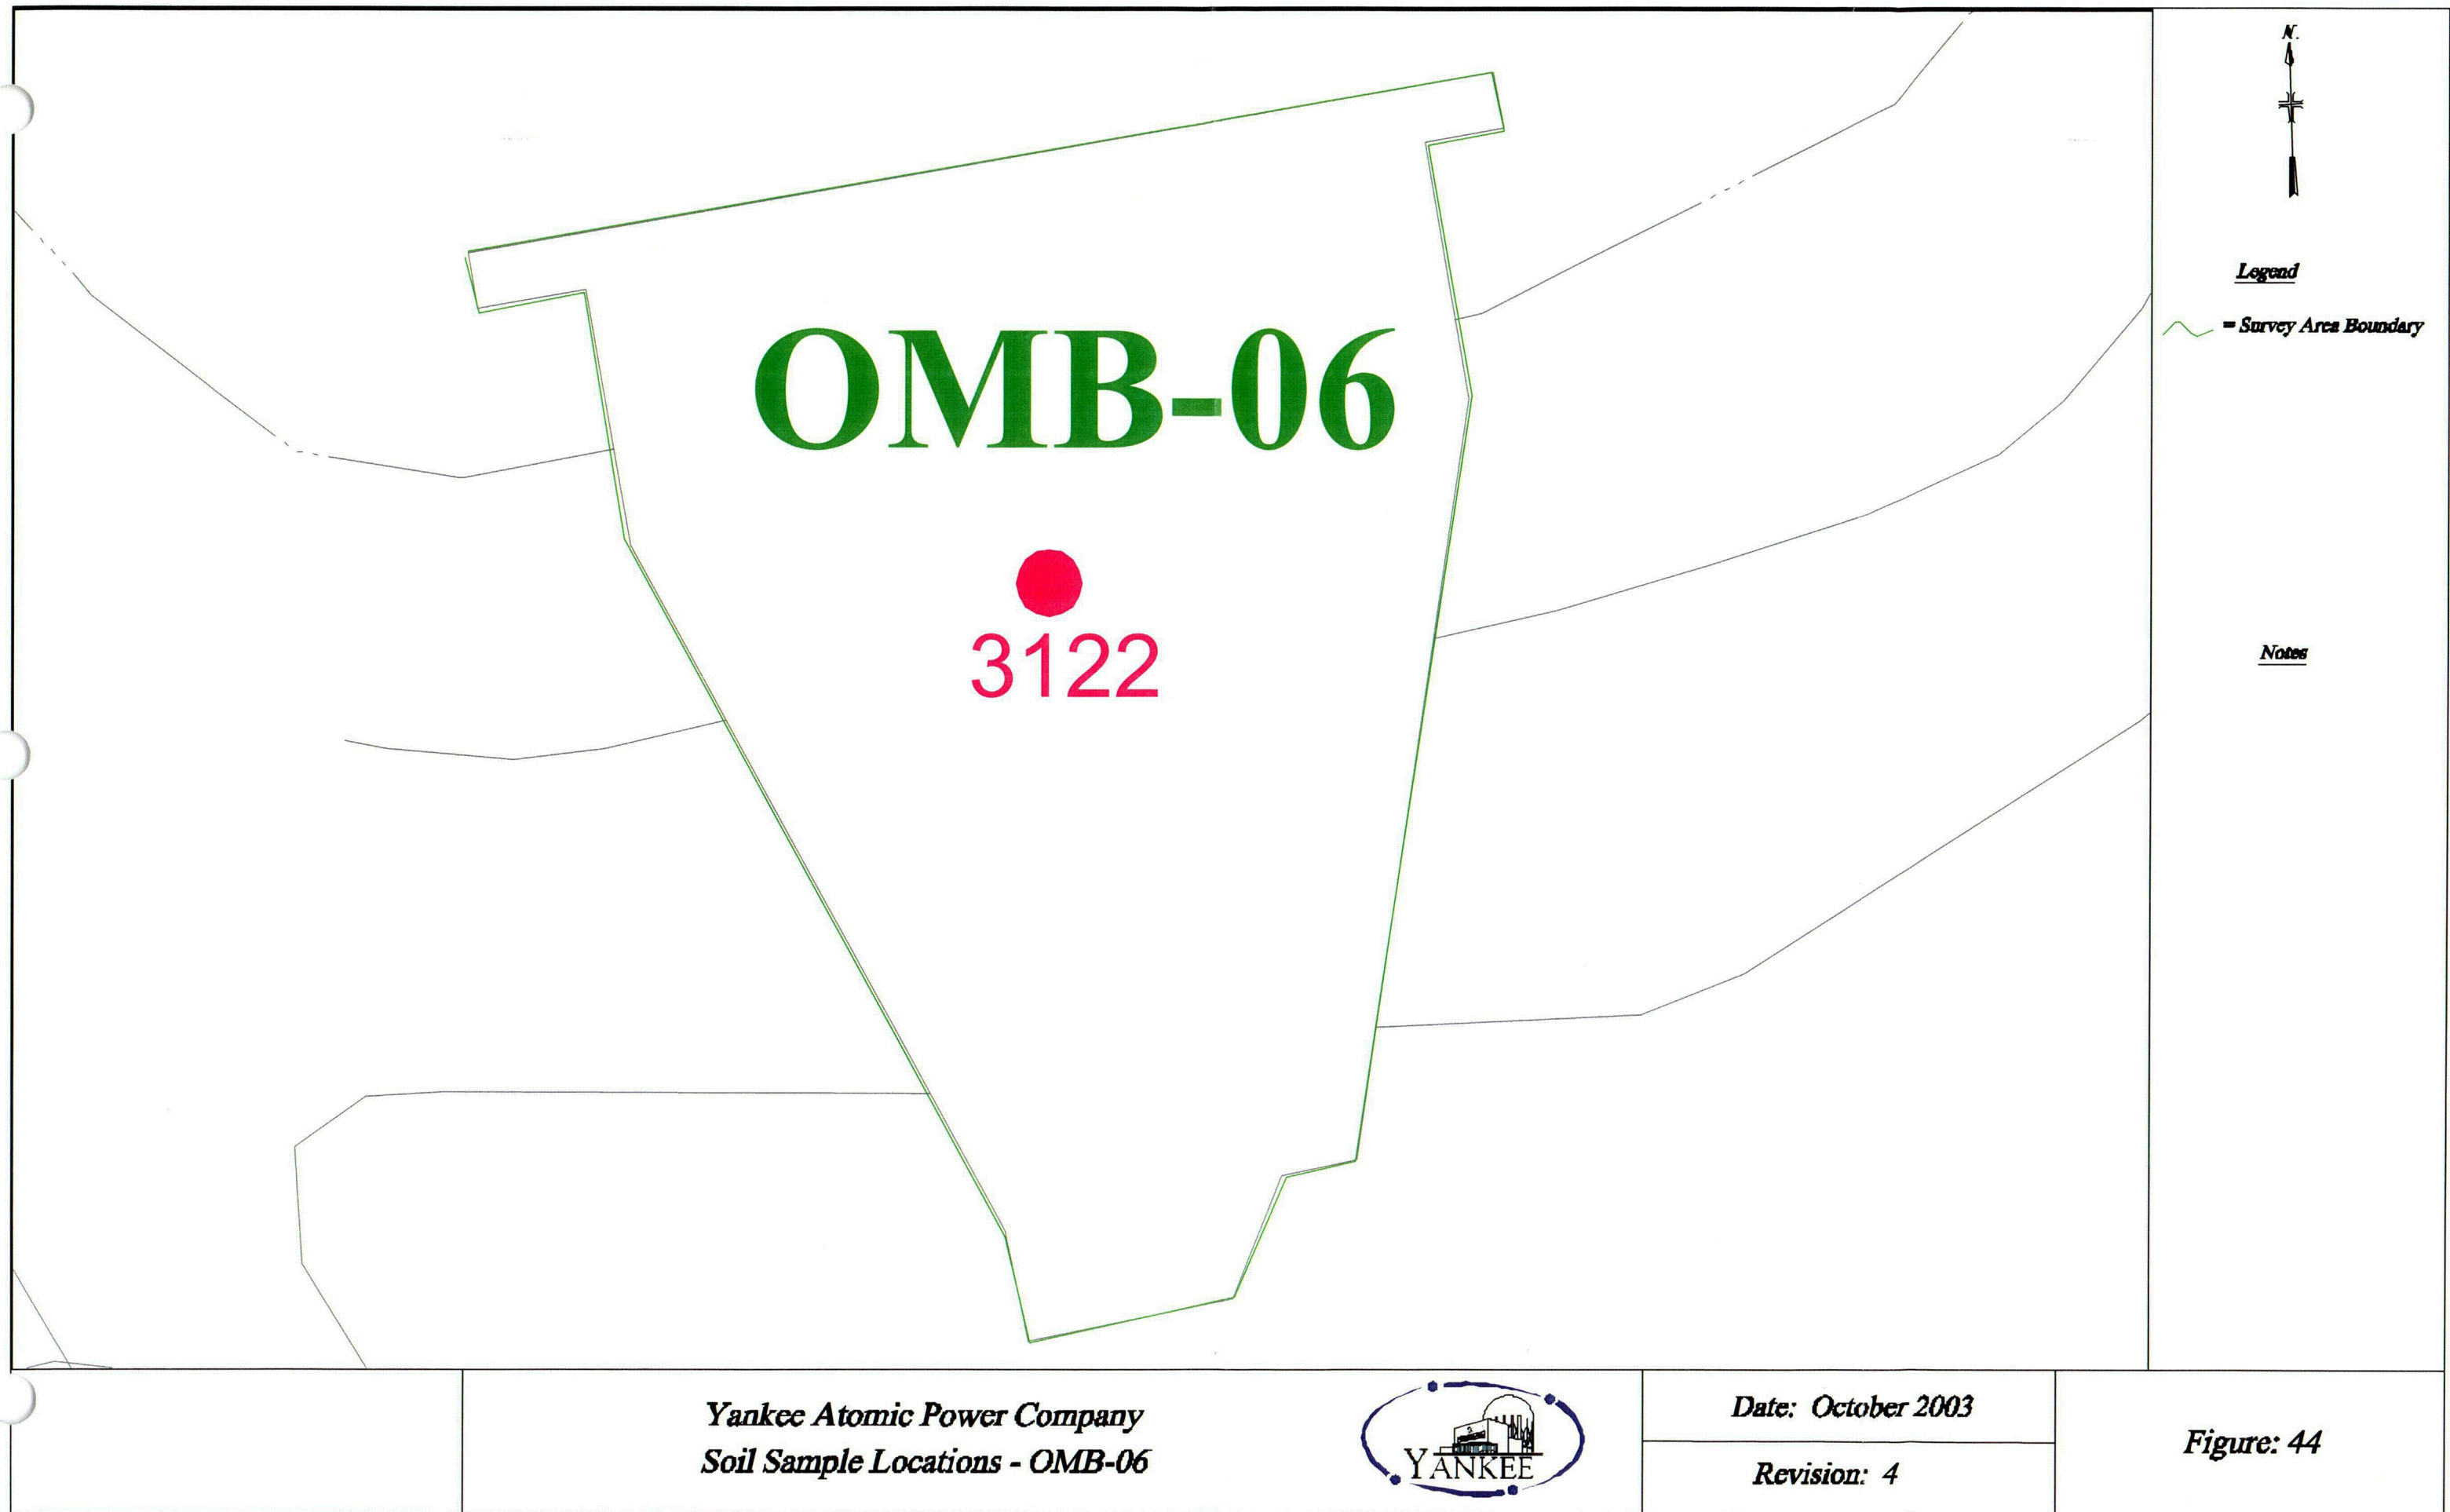 N.
Legend
= Survey Area Boundary
OMB-06
3122
Notes
Yankee Atomic Power Company
Soil Sample Locations - OMB-06
YANKEE
Date: October 2003
Revision: 4
Figure: 44